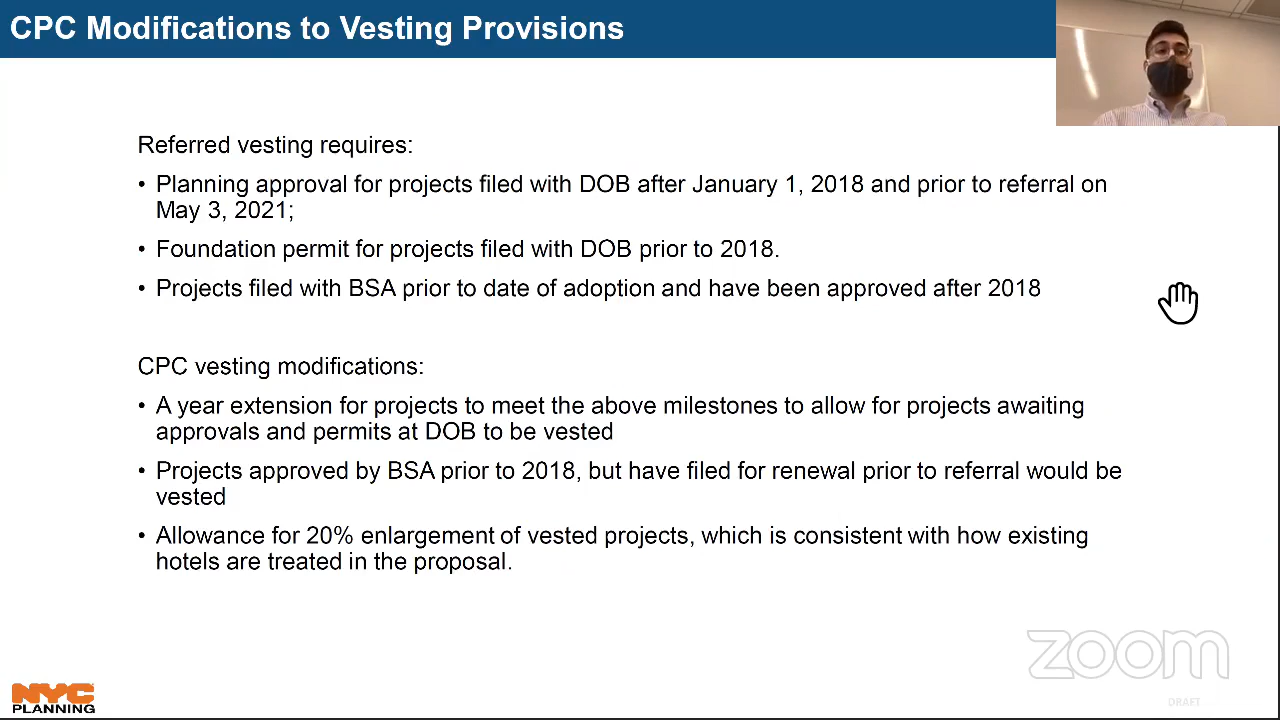 CPC Modifications to Vesting Provisions
Referred vesting requires:
• Planning approval for projects filed with DOB after January 1, 2018 and prior to referral on
May 3, 2021;
• Foundation permit for projects filed with DOB prior to 2018.
• Projects filed with BSA prior to date of adoption and have been approved after 2018
CPC vesting modifications:
• A year extension for projects to meet the above milestones to allow for projects awaiting
approvals and permits at DOB to be vested
• Projects approved by BSA prior to 2018, but have filed for renewal prior to referral would be
vested
• Allowance for 20% enlargement of vested projects, which is consistent with how existing
hotels are treated in the proposal.
zoom
NYC
PLANNING
DRAFT